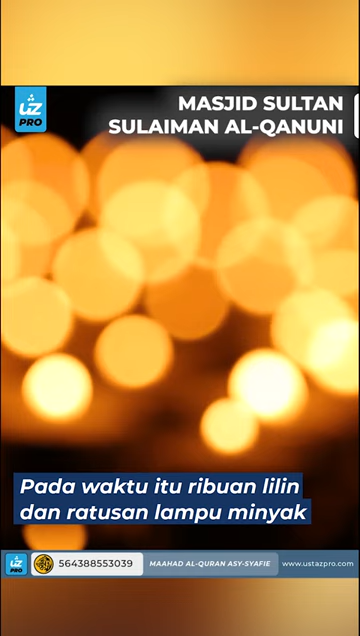 UZ
PRO
MASJID SULTAN
SULAIMAN AL-QANUNI
Pada waktu itu ribuan lilin
dan ratusan lampu minyak
UZ
PRO
564388553039
MAAHAD AL-QURAN ASY-SYAFIE
www.ustazpro.com